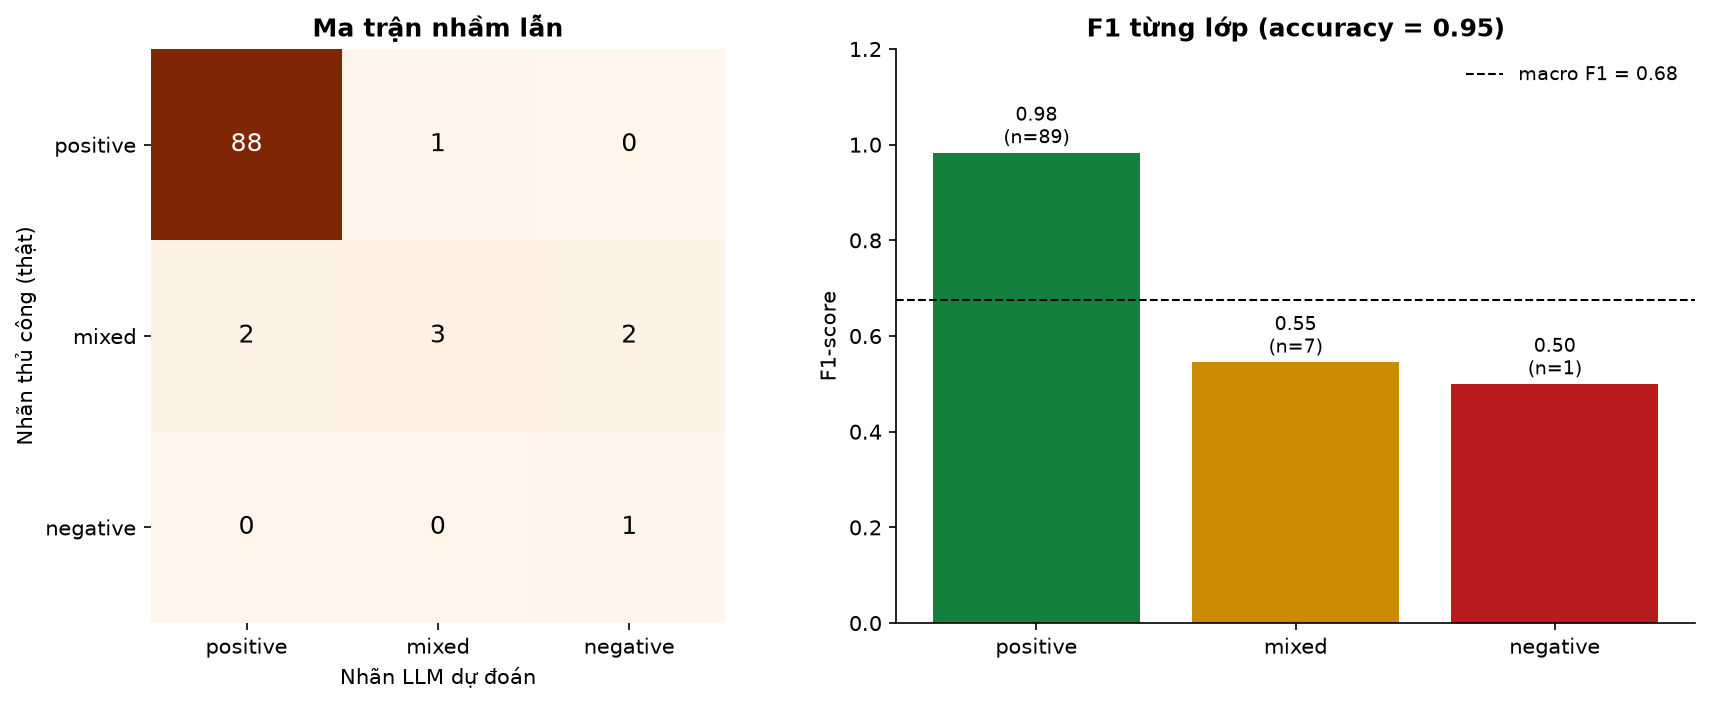 Ma trận nhầm lẫn
Nhãn thủ công (thật)
positive
88
1
0
mixed
2
3
2
negative
0
0
1
positive
mixed
negative
Nhãn LLM dự đoán
F1 từng lớp (accuracy = 0.95)
macro F1 = 0.68
F1-score
1.2
1.0
0.8
0.6
0.4
0.2
0.0
0.98
(n=89)
0.55
(n=7)
0.50
(n=1)
positive
mixed
negative